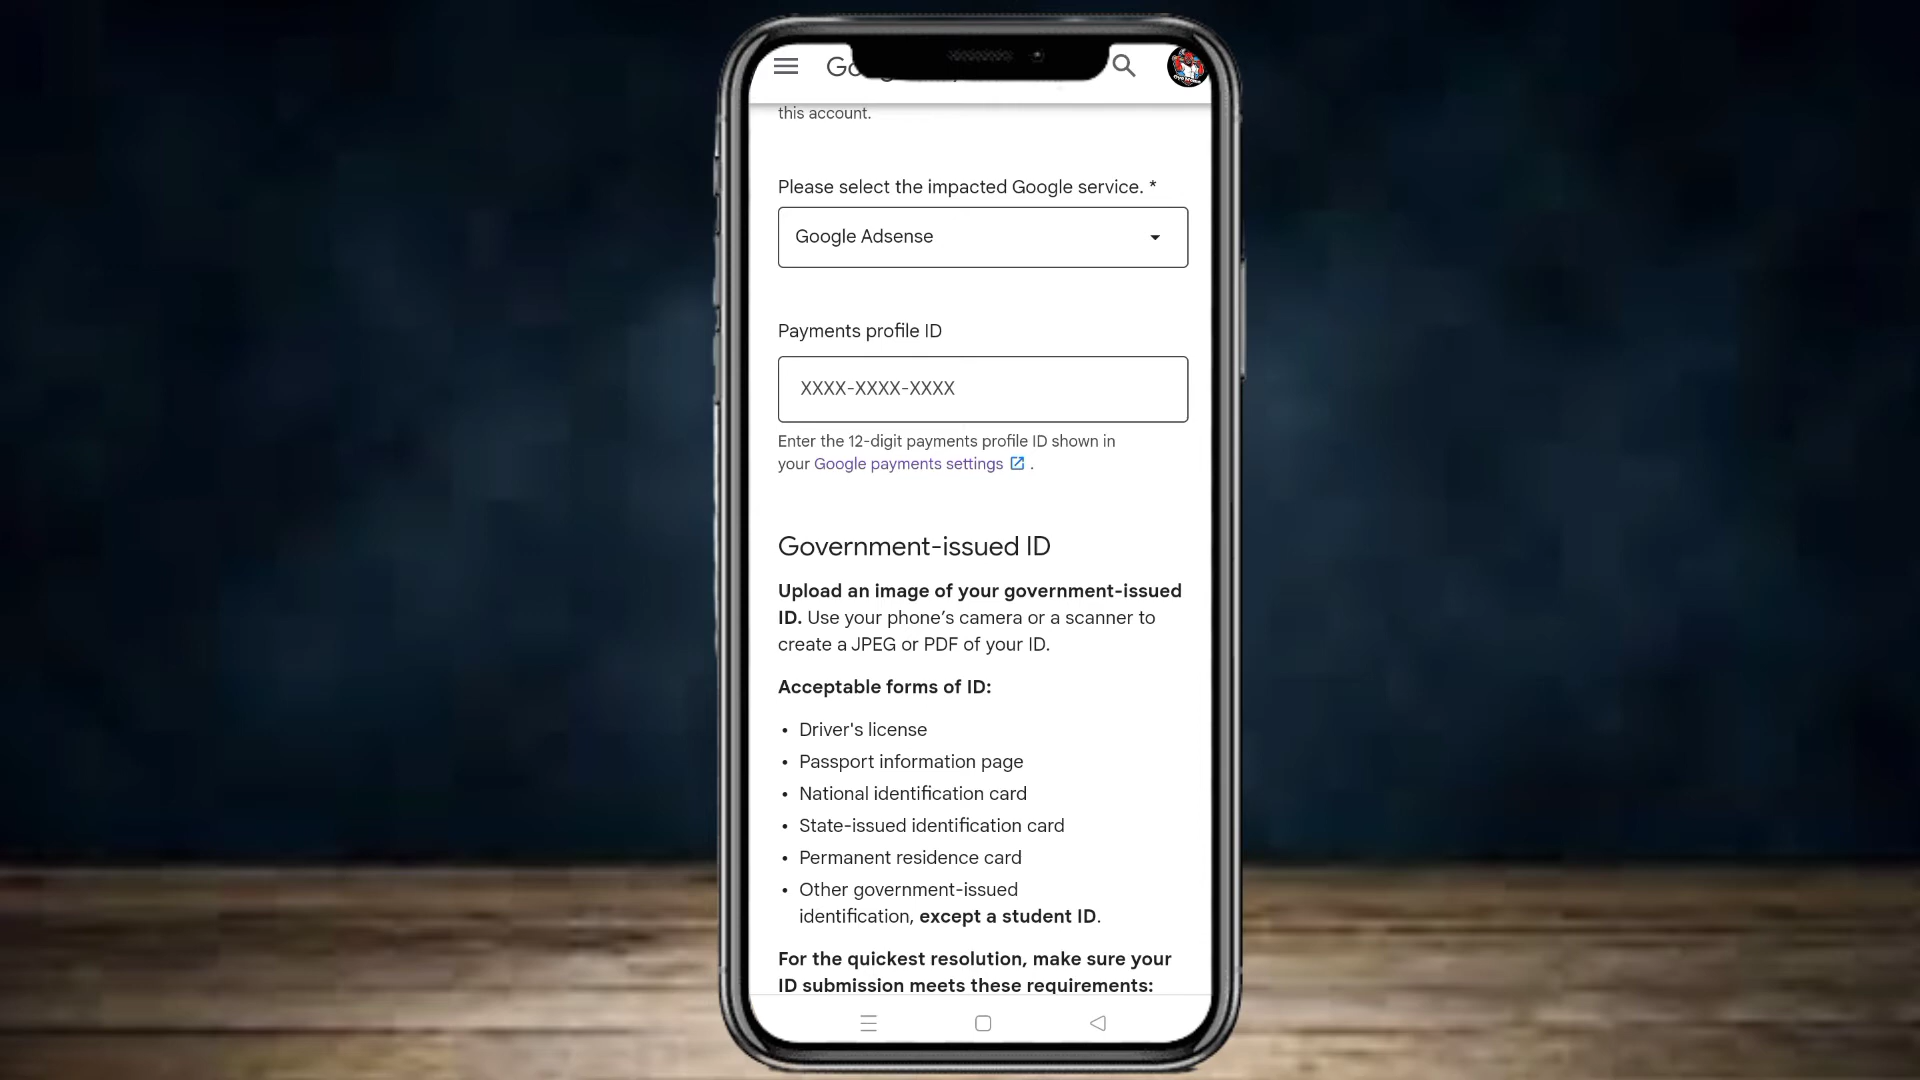 this account.
Please select the impacted Google service. *
Google Adsense
Payments profile ID
XXXX-XXXX-XXXX
Enter the 12-digit payments profile ID shown in
your Google payments settings .
Government-issued ID
Upload an image of your government-issued
ID. Use your phone’s camera or a scanner to
create a JPEG or PDF of your ID.
Acceptable forms of ID:
• Driver's license
• Passport information page
• National identification card
• State-issued identification card
• Permanent residence card
• Other government-issued
identification, except a student ID.
For the quickest resolution, make sure your
ID submission meets these requirements: